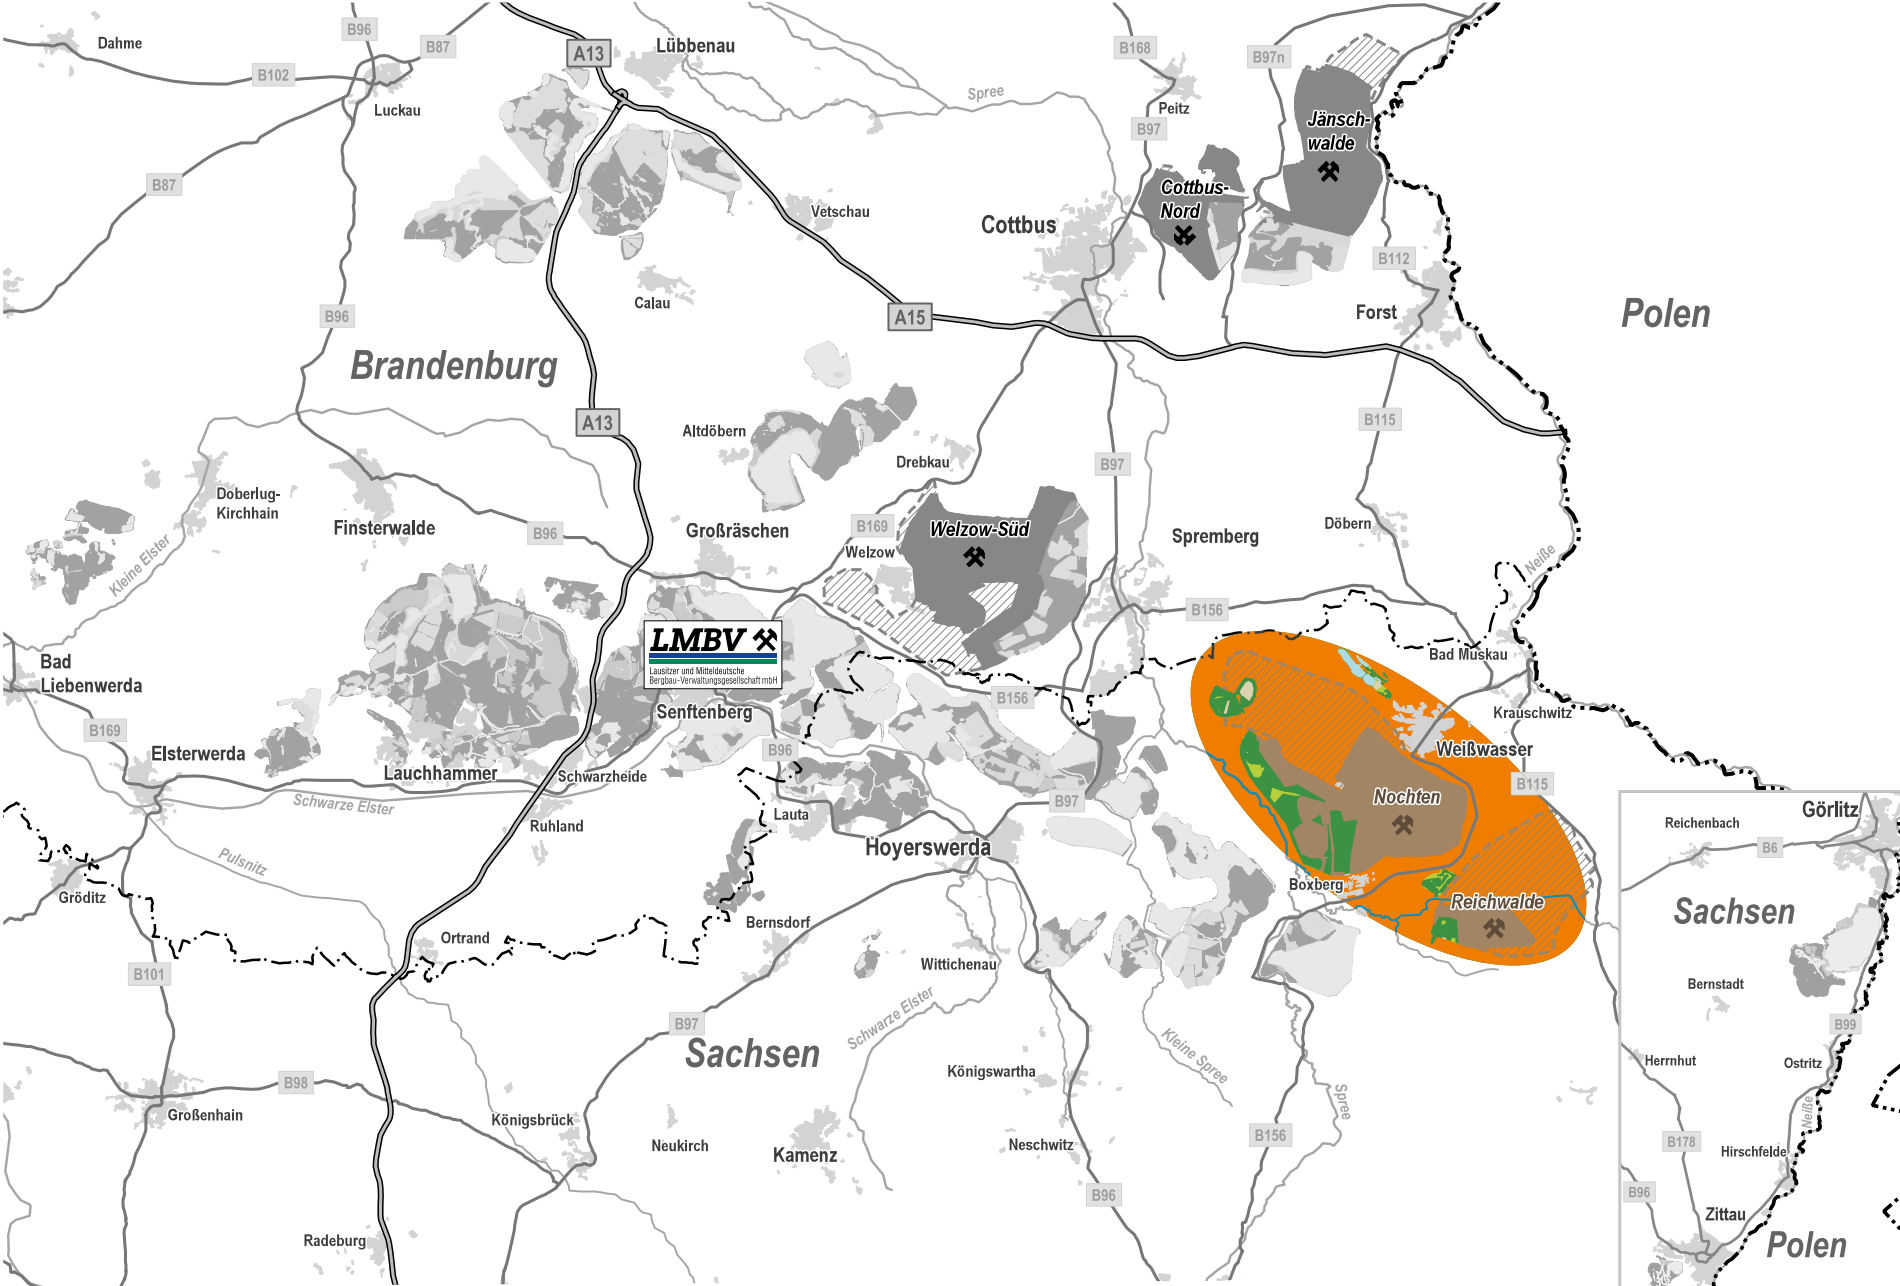 Dahme
B96
B87
B102
Luckau
A13
Lübbenau
Spree
B168
Peitz
B97
B97n
Jänsch-
walde
Cottbus-
Nord
B87
Vetschau
Cottbus
B112
Forst
Calau
B96
A15
Polen
Brandenburg
A13
Altdöbern
Drebkau
B97
B115
Doberlug-
Kirchhain
Finsterwalde
Kleine Elster
B96
Großräschen
B169
Welzow
Welzow-Süd
Spremberg
Döbern
Neiße
B156
LMBV
Lausitzer und Mitteldeutsche
Bergbau-Verwaltungsgesellschaft mbH
Bad
Liebenwerda
Bad Muskau
B156
Senftenberg
Krauschwitz
B169
Elsterwerda
Lauchhammer
Schwarzheide
B96
Weißwasser
B115
Nochten
Schwarze Elster
Lauta
B97
Ruhland
Hoyerswerda
Pulsnitz
Boxberg
Reichwalde
Gröditz
Bernsdorf
Ortrand
Wittichenau
B101
Schwarze Elster
B97
Sachsen
Kleine Spree
Königswartha
Spree
B98
Großenhain
Königsbrück
Neukirch
Kamenz
Neschwitz
B156
B96
Radeburg
Görlitz
Reichenbach
B6
Sachsen
Bernstadt
B99
Herrnhut
Ostritz
Neiße
B178
Hirschfelde
B96
Zittau
Polen